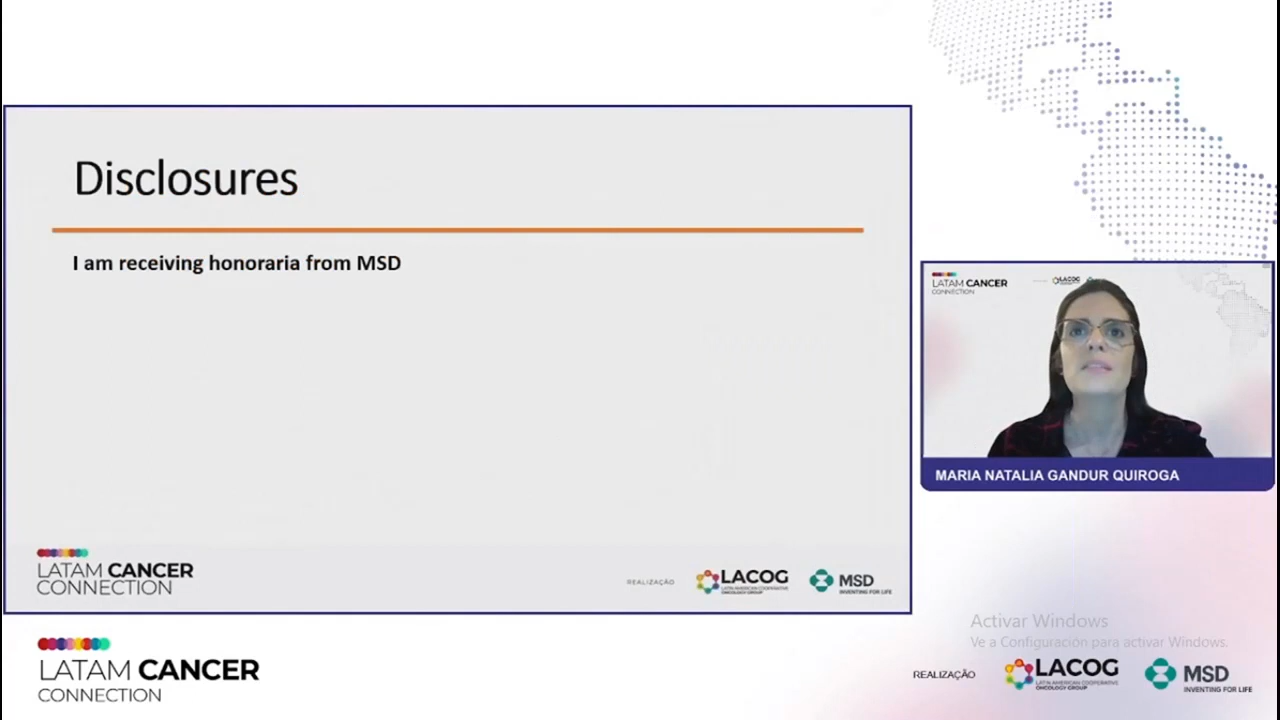 Disclosures
I am receiving honoraria from MSD
LATAM CANCER
CONNECTION
REALIZAÇÃO
LACOG
LATIN AMERICAN COOPERATIVE
ONCOLOGY GROUP
MSD
INVENTING FOR LIFE
LATAM CANCER
CONNECTION
LACOG
MARIA NATALIA GANDUR QUIROGA
Activar Windows
Ve a Configuración para activar Windows.
LATAM CANCER
CONNECTION
REALIZAÇÃO
LACOG
LATIN AMERICAN COOPERATIVE
ONCOLOGY GROUP
MSD
INVENTING FOR LIFE